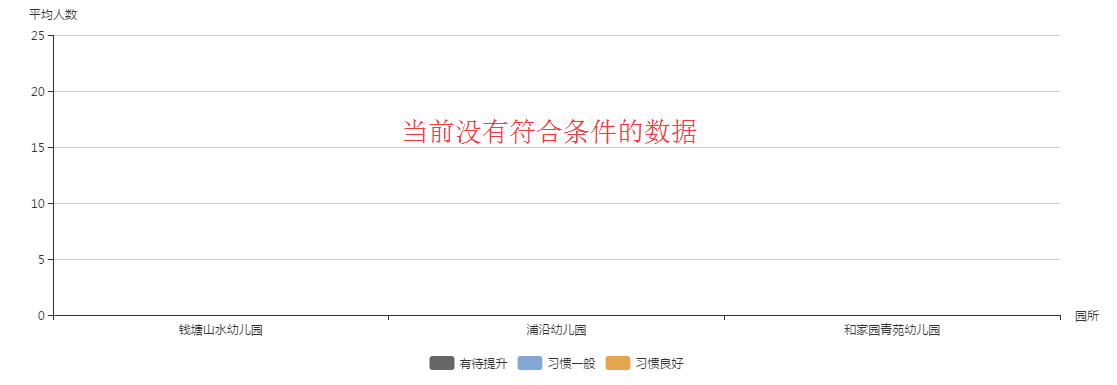 平均人数
25
20
当前没有符合条件的数据
15
10
5
0
园所
钱塘山水幼儿园 浦沿幼儿园 和家园青苑幼儿园
有待提升 习惯一般 习惯良好